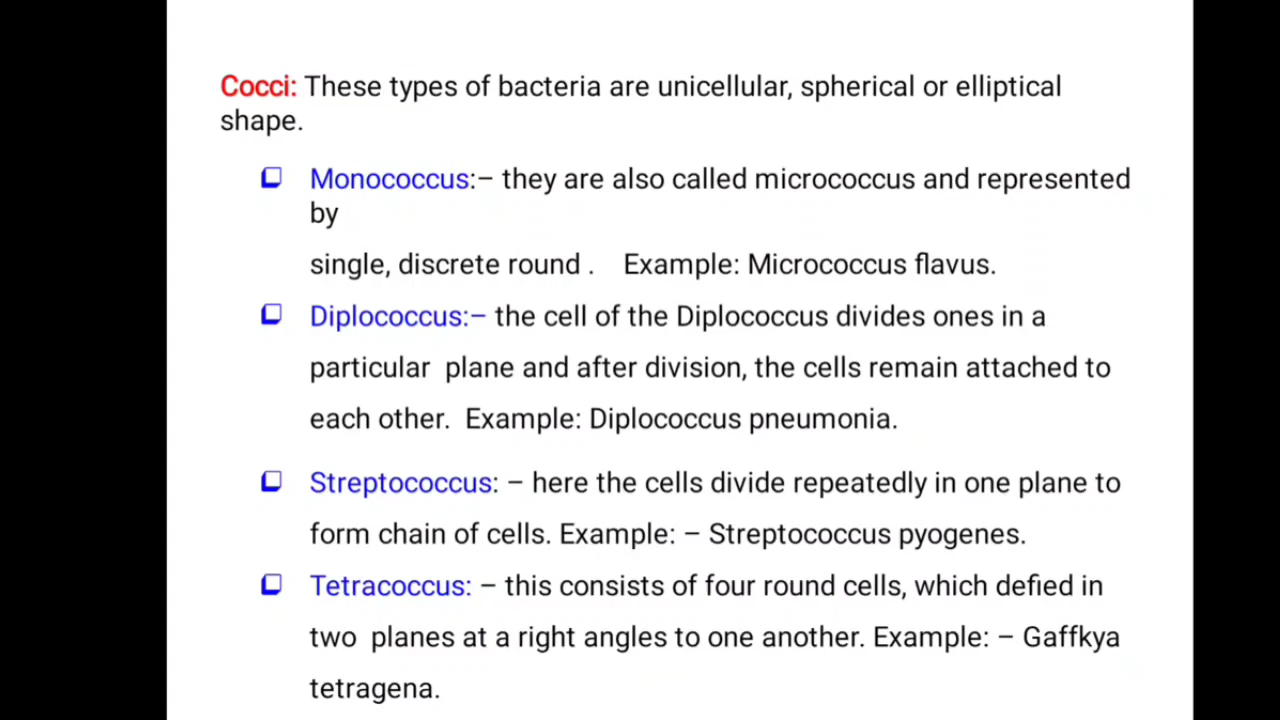 Cocci: These types of bacteria are unicellular, spherical or elliptical
shape.
❑ Monococcus:– they are also called micrococcus and represented
by
single, discrete round . Example: Micrococcus flavus.
❑ Diplococcus:– the cell of the Diplococcus divides ones in a
particular plane and after division, the cells remain attached to
each other. Example: Diplococcus pneumonia.
❑ Streptococcus: – here the cells divide repeatedly in one plane to
form chain of cells. Example: – Streptococcus pyogenes.
❑ Tetracoccus: – this consists of four round cells, which defied in
two planes at a right angles to one another. Example: – Gaffkya
tetragena.